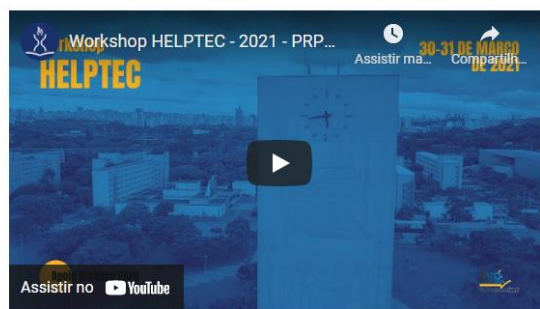 Workshop HELPTEC - 2021 - PRP...
HELPTEC
Assistir ma...
Compartilh...
30-31 DE MARÇO
DE 2021
Assistir no YouTube